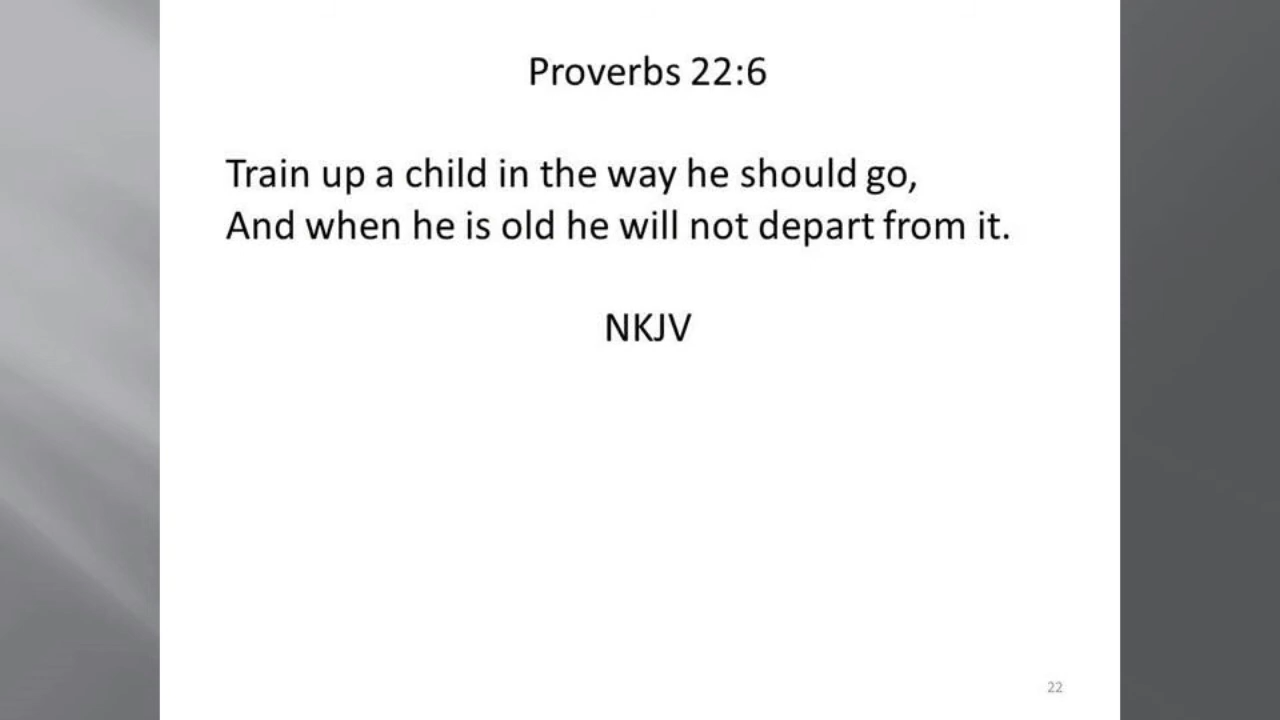 Proverbs 22:6
Train up a child in the way he should go,
And when he is old he will not depart from it.
NKJV
22